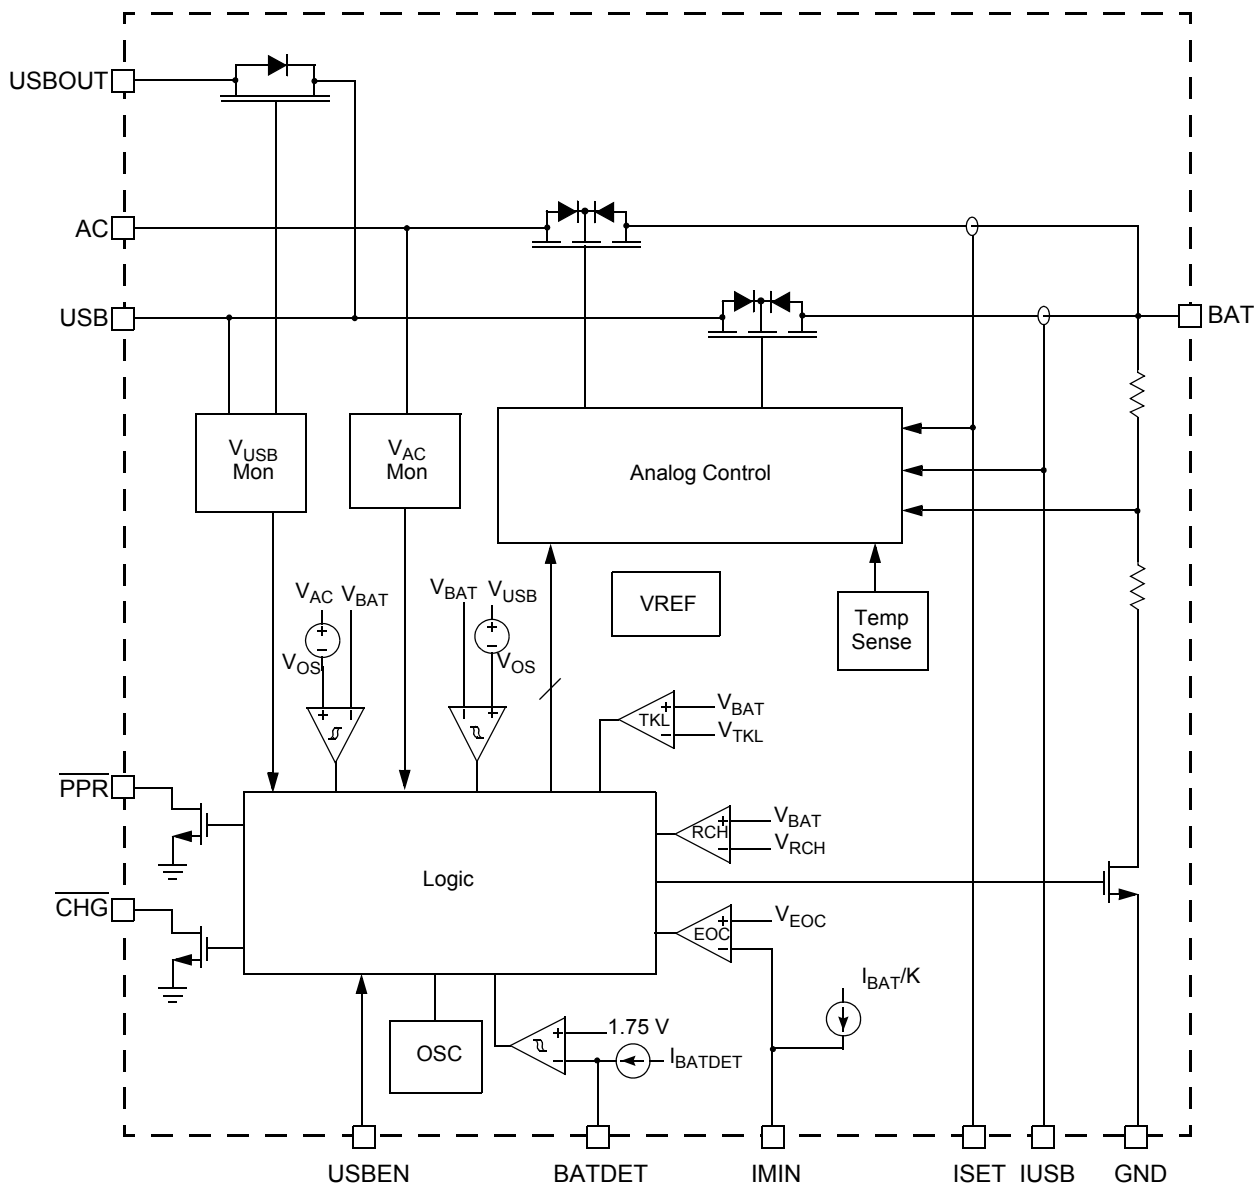 USBOUT
AC
USB
BAT
VUSB
Mon
VAC
Mon
Analog Control
VREF
Temp
Sense
VAC
VBAT
+
−
VOS
+
−
VBAT
VUSB
+
−
VOS
−
+
TKL
+
−
VBAT
VTKL
PPR
RCH
+
−
VBAT
VRCH
Logic
CHG
EOC
+
−
VEOC
IBAT/K
OSC
+
−
1.75 V
IBATDET
USBEN
BATDET
IMIN
ISET
IUSB
GND